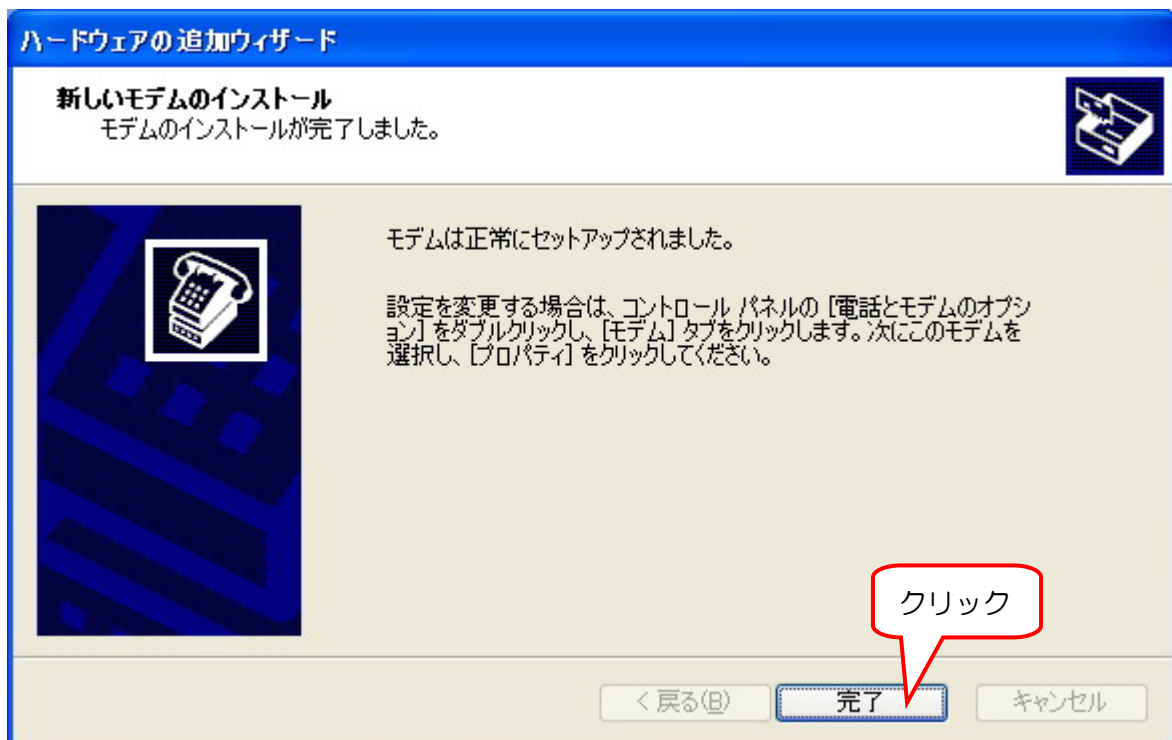 ハードウェアの追加ウィザード
新しいモデムのインストール
モデムのインストールが完了しました。
モデムは正常にセットアップされました。
設定を変更する場合は、コントロール パネルの [電話とモデムのオプシ
ョン] をダブルクリックし、[モデム] タブをクリックします。次にこのモデムを
選択し、[プロパティ] をクリックしてください。
クリック
< 戻る(B)
完了
キャンセル